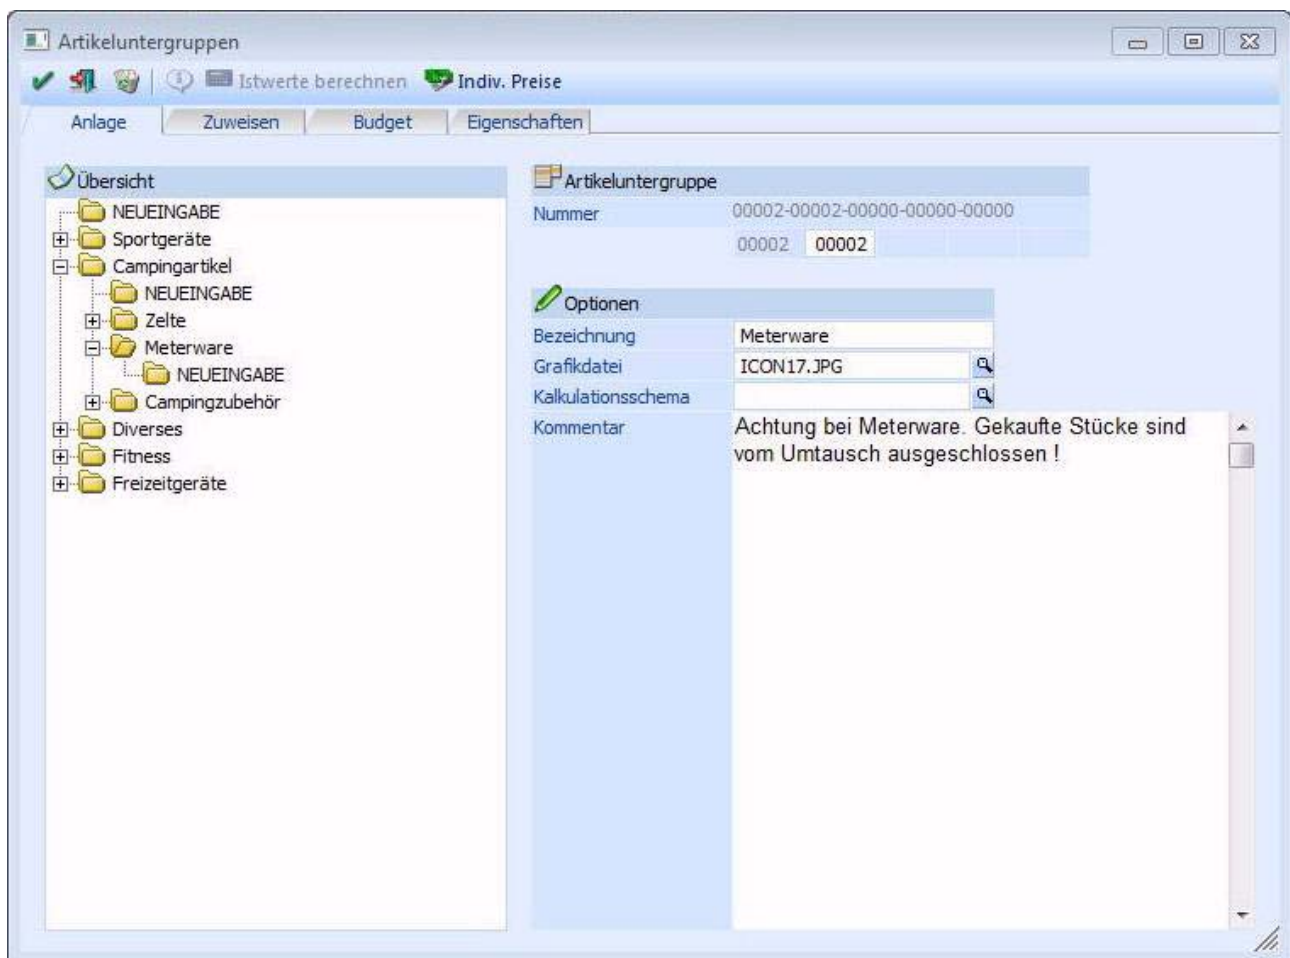 Artikeluntergruppen
Istwerte berechnen Indiv. Preise
Anlage Zuweisen Budget Eigenschaften
Übersicht
NEUEINGABE
Sportgeräte
Campingartikel
NEUEINGABE
Zelte
Meterware
NEUEINGABE
Campingzubehör
Diverses
Fitness
Freizeitgeräte
Artikeluntergruppe
Nummer 00002-00002-00000-00000-00000
00002 00002
Optionen
Bezeichnung Meterware
Grafikdatei ICON17.JPG
Kalkulationsschema
Kommentar Achtung bei Meterware. Gekaufte Stücke sind
vom Umtausch ausgeschlossen !